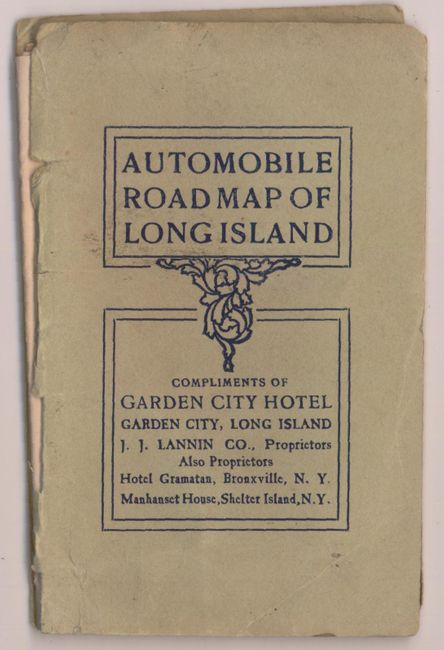 AUTOMOBILE
ROAD MAP OF
LONG ISLAND
COMPLIMENTS OF
GARDEN CITY HOTEL
GARDEN CITY, LONG ISLAND
J. J. LANNIN CO., Proprietors
Also Proprietors
Hotel Gramatan, Bronxville, N. Y.
Manhanset House, Shelter Island, N.Y.